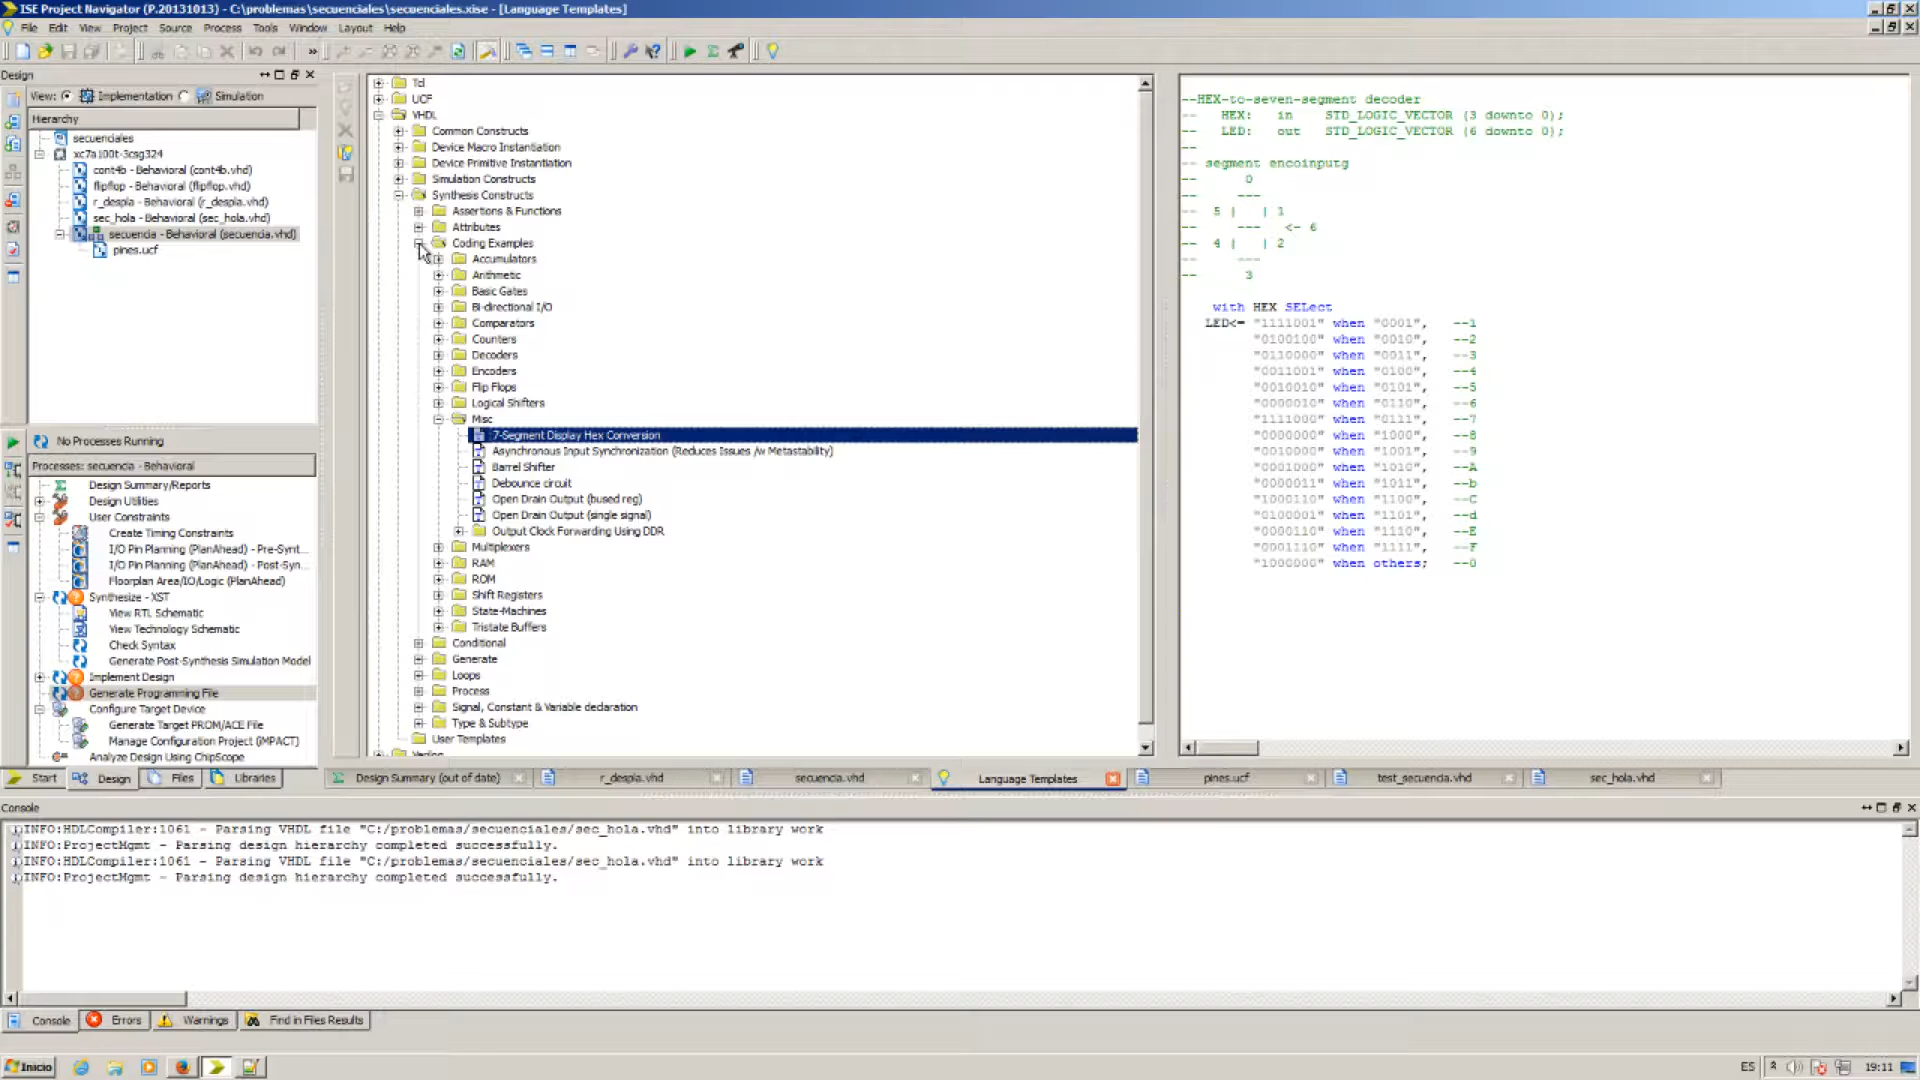 ISE Project Navigator (P.20131013) - C:\problemas\secuenciales\secuenciales.xise - [Language Templates]
File Edit View Project Source Process Tools Window Layout Help
Design
View: Implementation Simulation
Hierarchy
secuenciales
xc7a100t-3csg324
cont4b - Behavioral (cont4b.vhd)
flipflop - Behavioral (flipflop.vhd)
r_despla - Behavioral (r_despla.vhd)
sec_hola - Behavioral (sec_hola.vhd)
secuencia - Behavioral (secuencia.vhd)
pines.ucf
No Processes Running
Processes: secuencia - Behavioral
Design Summary/Reports
Design Utilities
User Constraints
Create Timing Constraints
I/O Pin Planning (PlanAhead) - Pre-Synt...
I/O Pin Planning (PlanAhead) - Post-Syn...
Floorplan Area/IO/Logic (PlanAhead)
Synthesize - XST
View RTL Schematic
View Technology Schematic
Check Syntax
Generate Post-Synthesis Simulation Model
Implement Design
Generate Programming File
Configure Target Device
Generate Target PROM/ACE File
Manage Configuration Project (iMPACT)
Analyze Design Using ChipScope
Start Design Files Libraries
Tcl
UCF
VHDL
Common Constructs
Device Macro Instantiation
Device Primitive Instantiation
Simulation Constructs
Synthesis Constructs
Assertions & Functions
Attributes
Coding Examples
Accumulators
Arithmetic
Basic Gates
Bi-directional I/O
Comparators
Counters
Decoders
Encoders
Flip Flops
Logical Shifters
Misc
7-Segment Display Hex Conversion
Asynchronous Input Synchronization (Reduces Issues /w Metastability)
Barrel Shifter
Debounce circuit
Open Drain Output (bused reg)
Open Drain Output (single signal)
Output Clock Forwarding Using DDR
Multiplexers
RAM
ROM
Shift Registers
State-Machines
Tristate Buffers
Conditional
Generate
Loops
Process
Signal, Constant & Variable declaration
Type & Subtype
User Templates
Verilog
--HEX-to-seven-segment decoder
-- HEX: in STD_LOGIC_VECTOR (3 downto 0);
-- LED: out STD_LOGIC_VECTOR (6 downto 0);
--
-- segment encoinputg
-- 0
-- ---
-- 5 | | 1
-- --- <- 6
-- 4 | | 2
-- ---
-- 3
with HEX SELect
LED<= "1111001" when "0001", --1
"0100100" when "0010", --2
"0110000" when "0011", --3
"0011001" when "0100", --4
"0010010" when "0101", --5
"0000010" when "0110", --6
"1111000" when "0111", --7
"0000000" when "1000", --8
"0010000" when "1001", --9
"0001000" when "1010", --A
"0000011" when "1011", --b
"1000110" when "1100", --C
"0100001" when "1101", --d
"0000110" when "1110", --E
"0001110" when "1111", --F
"1000000" when others; --0
Design Summary (out of date) r_despla.vhd secuencia.vhd Language Templates pines.ucf test_secuencia.vhd sec_hola.vhd
Console
INFO:HDLCompiler:1061 - Parsing VHDL file "C:/problemas/secuenciales/sec_hola.vhd" into library work
INFO:ProjectMgmt - Parsing design hierarchy completed successfully.
INFO:HDLCompiler:1061 - Parsing VHDL file "C:/problemas/secuenciales/sec_hola.vhd" into library work
INFO:ProjectMgmt - Parsing design hierarchy completed successfully.
Console Errors Warnings Find in Files Results
Inicio ES 19:11